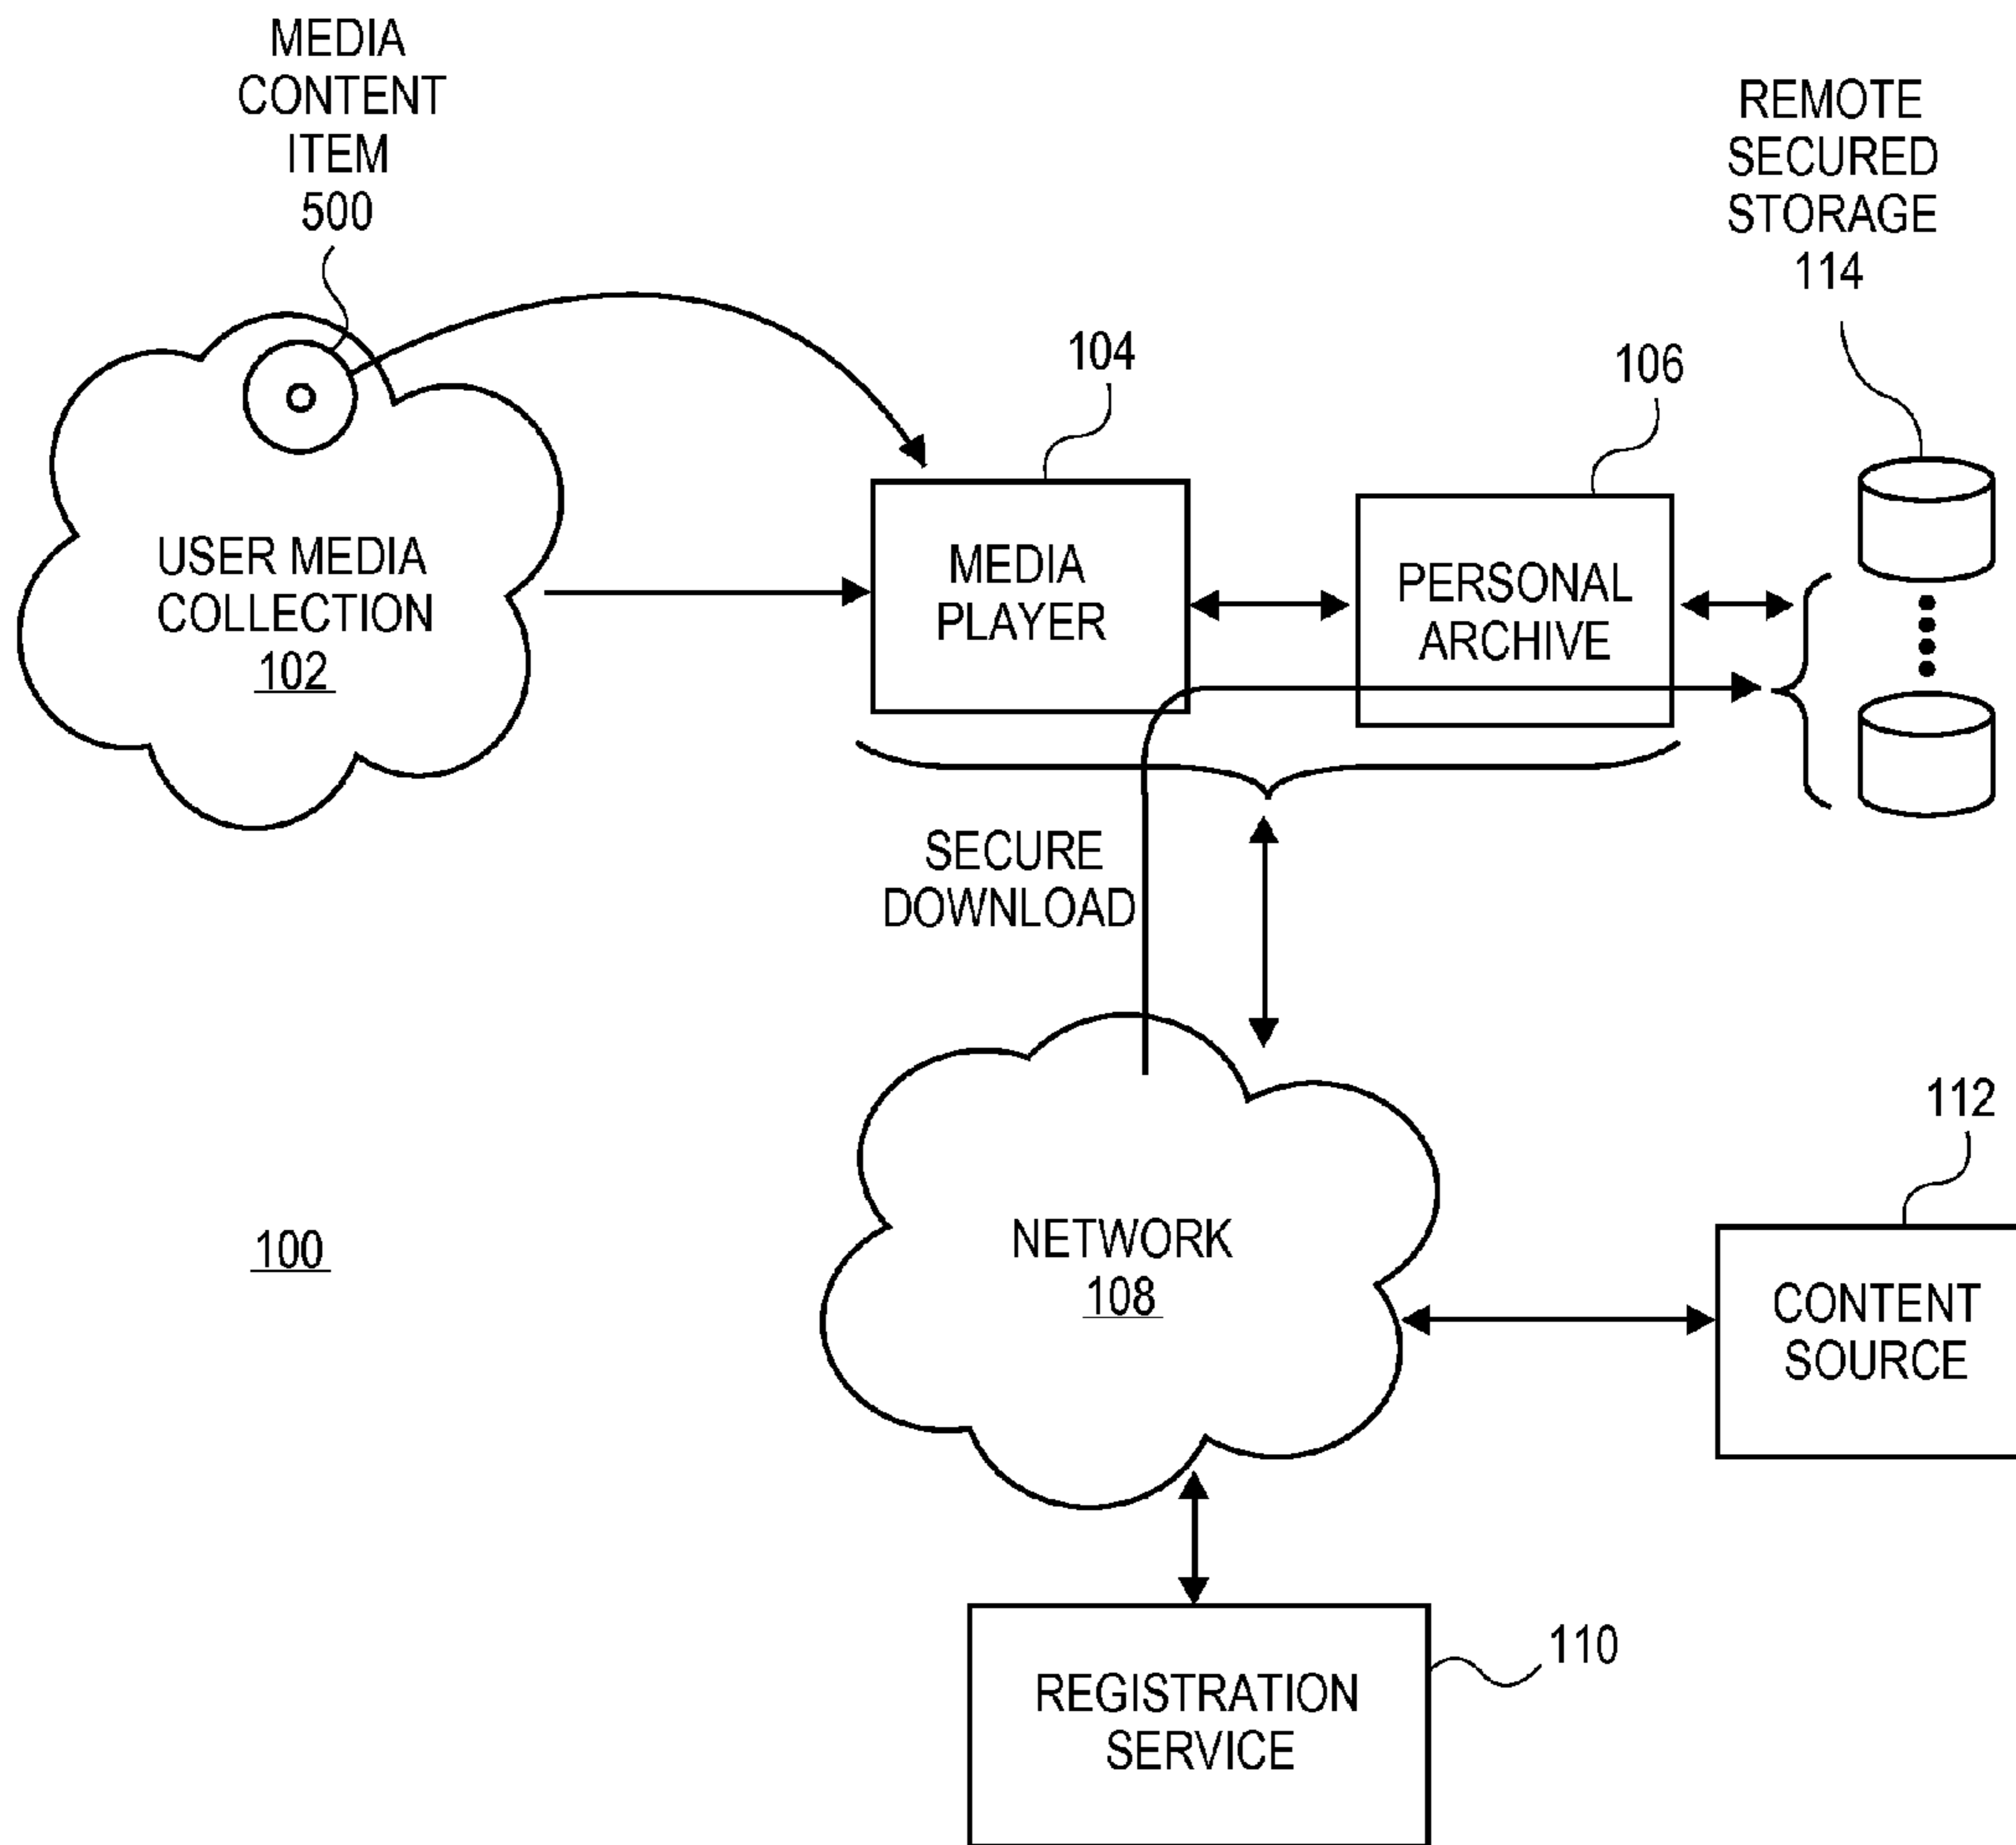 MEDIA
CONTENT
ITEM
500
REMOTE
SECURED
STORAGE
114
104
106
USER MEDIA
COLLECTION
102
MEDIA
PLAYER
PERSONAL
ARCHIVE
SECURE
DOWNLOAD
112
100
NETWORK
108
CONTENT
SOURCE
110
REGISTRATION
SERVICE